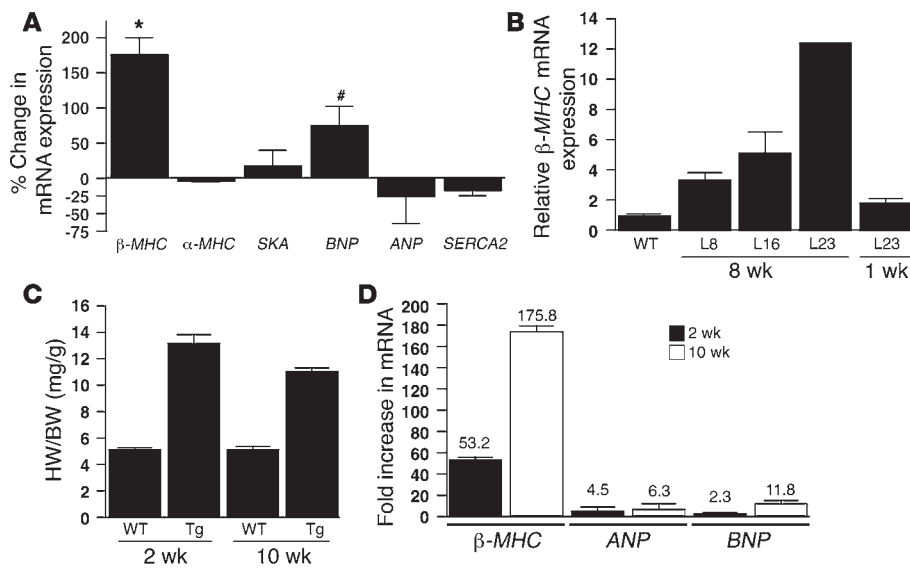 A
% Change in
mRNA expression
200
150
100
50
0
-25
-50
-75
*
#
β-MHC α-MHC SKA BNP ANP SERCA2
B
Relative β-MHC mRNA
expression
14
12
10
8
6
4
2
0
WT L8 L16 L23 L23
8 wk 1 wk
C
HW/BW (mg/g)
16
14
12
10
8
6
4
2
0
WT Tg WT Tg
2 wk 10 wk
D
Fold increase in mRNA
200
180
160
140
120
100
80
60
40
20
0
53.2 175.8 4.5 6.3 2.3 11.8
2 wk
10 wk
β-MHC ANP BNP